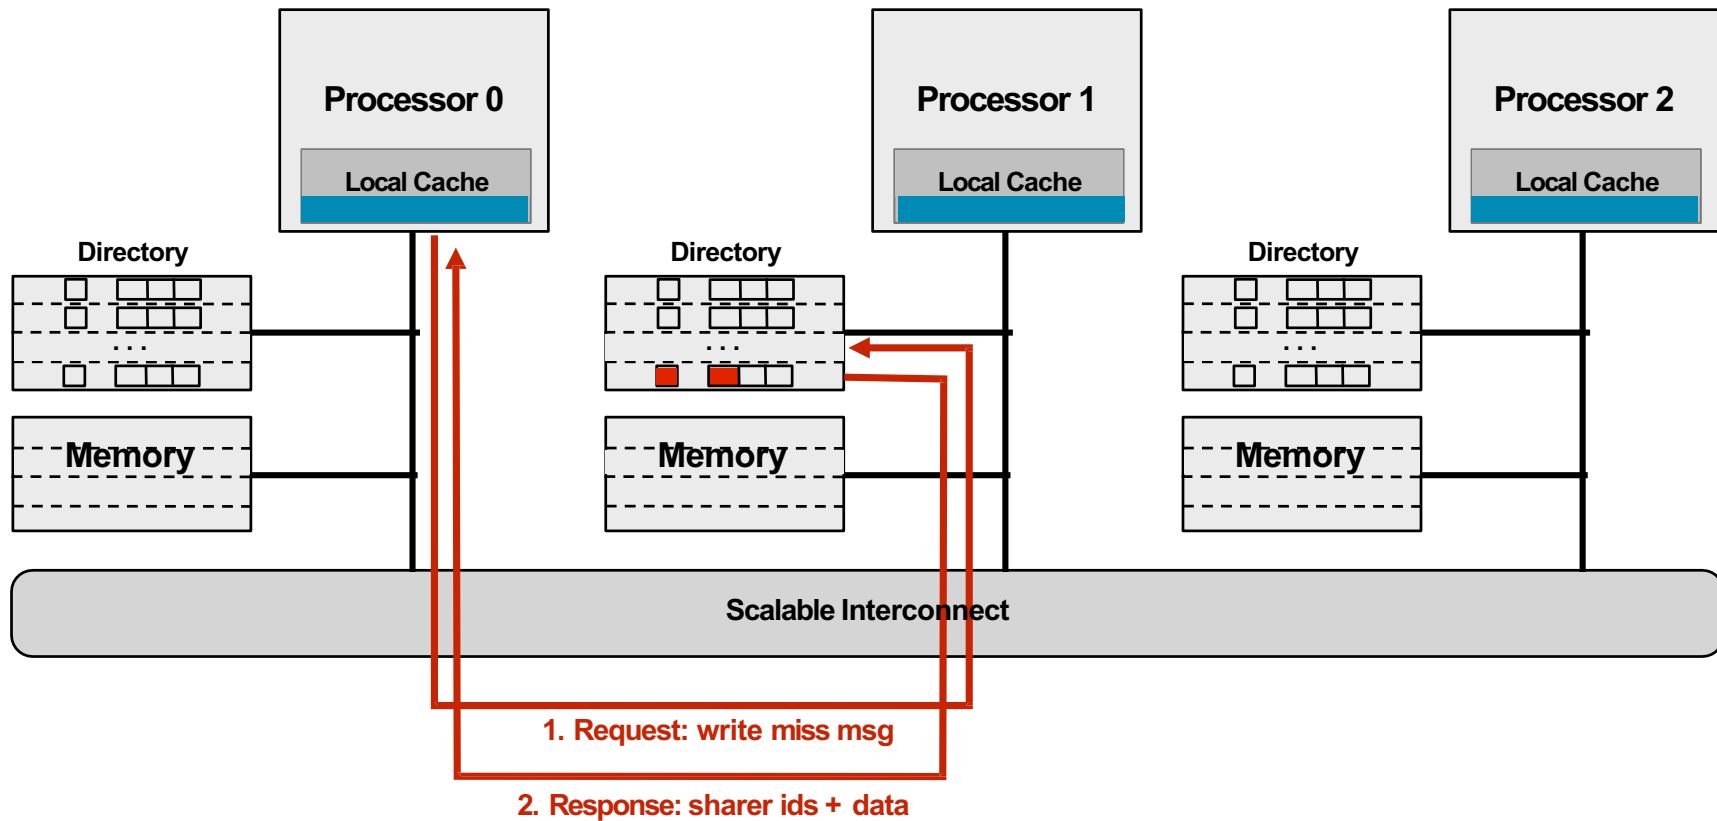 Processor 0
Processor 1
Processor 2
Local Cache
Local Cache
Local Cache
Directory
Directory
Directory
. . .
. . .
. . .
Memory
Memory
Memory
Scalable Interconnect
1. Request: write miss msg
2. Response: sharer ids + data